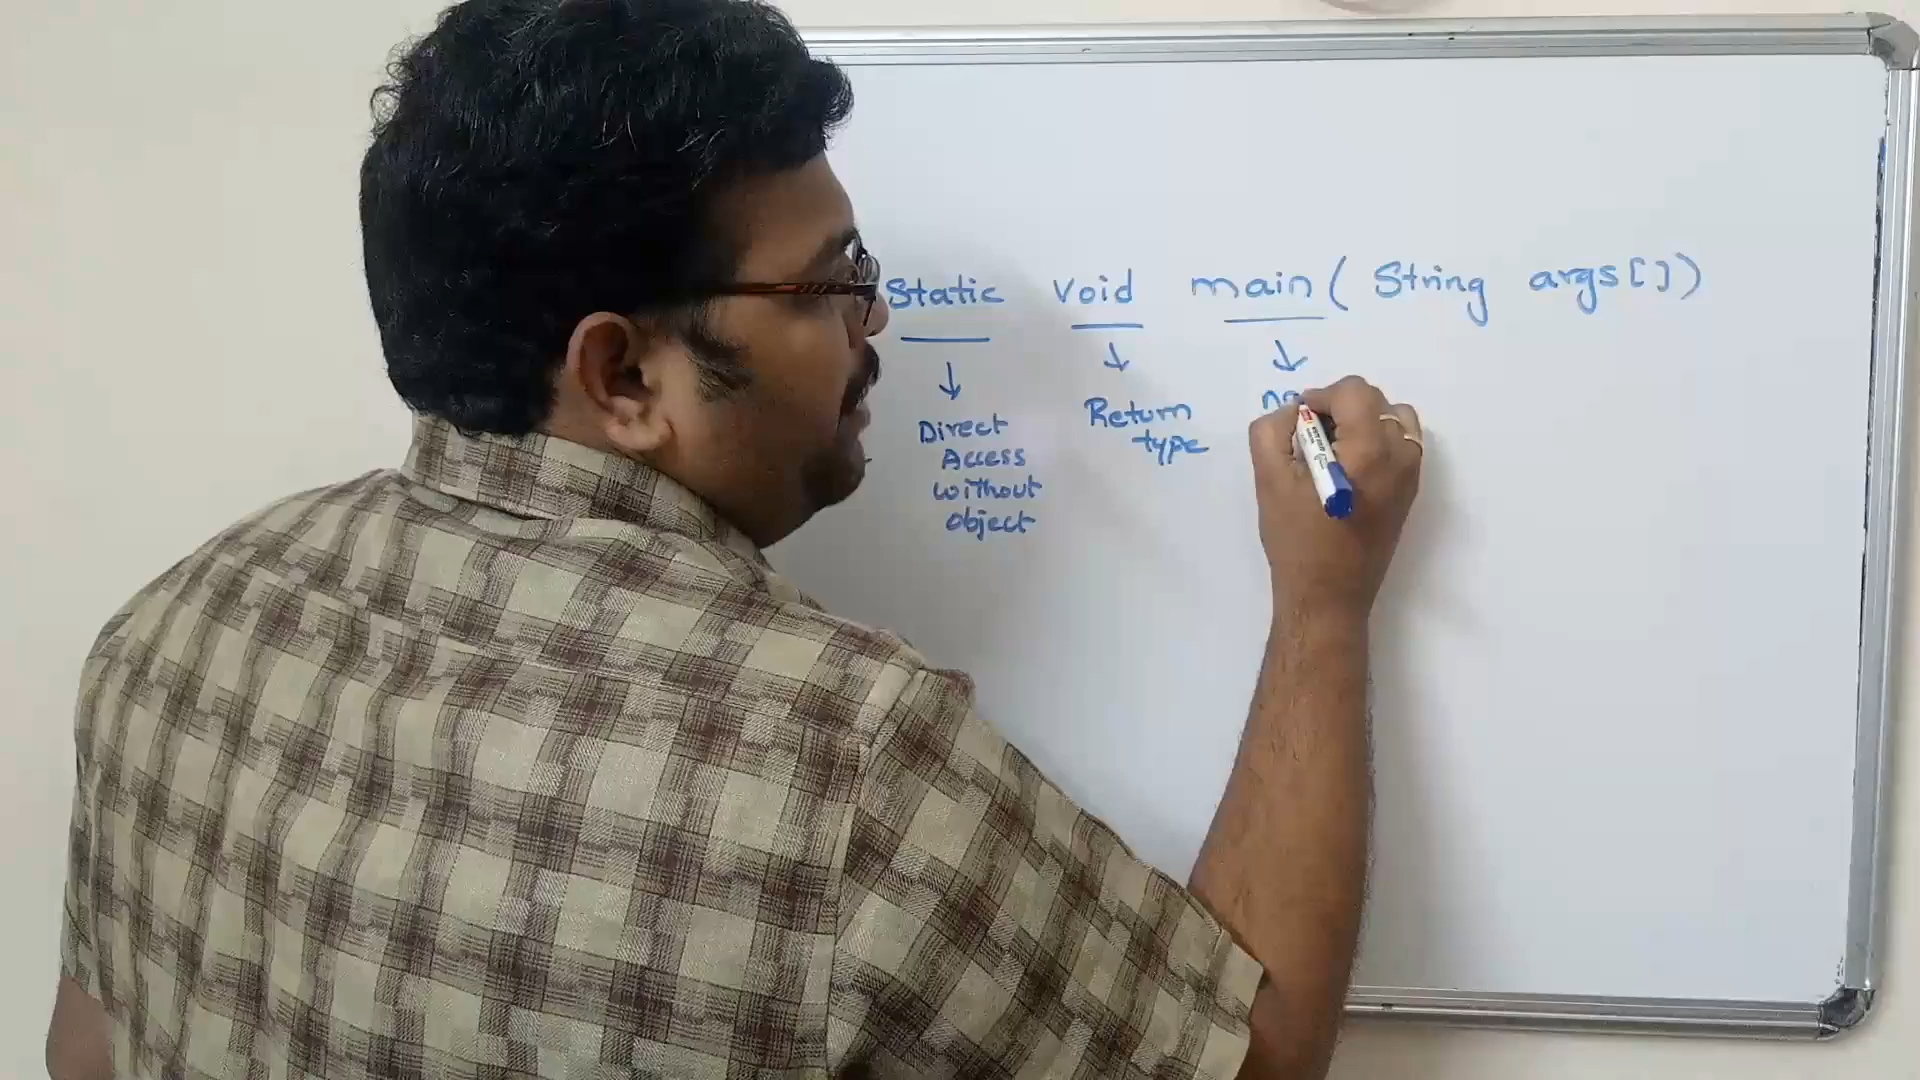 Static void main( String args[])
Direct
Access
without
object
Return
type